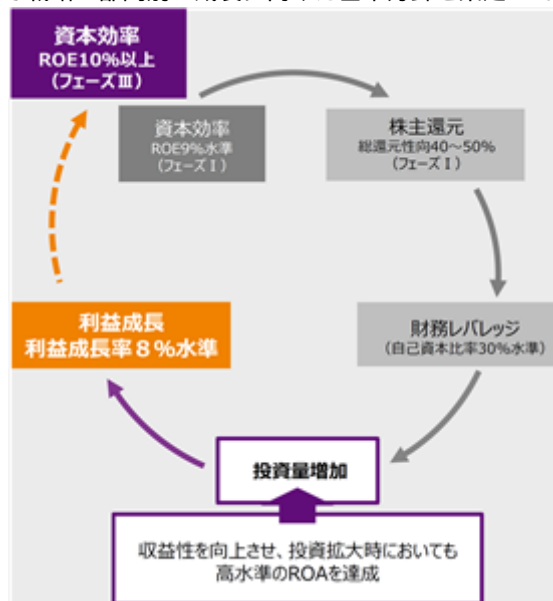 資本効率
ROE10%以上
(フェーズⅢ)
資本効率
ROE9%水準
(フェーズⅠ)
株主還元
総還元性向40～50%
(フェーズⅠ)
利益成長
利益成長率８%水準
財務レバレッジ
(自己資本比率30%水準)
投資量増加
収益性を向上させ、投資拡大時においても
高水準のROAを達成